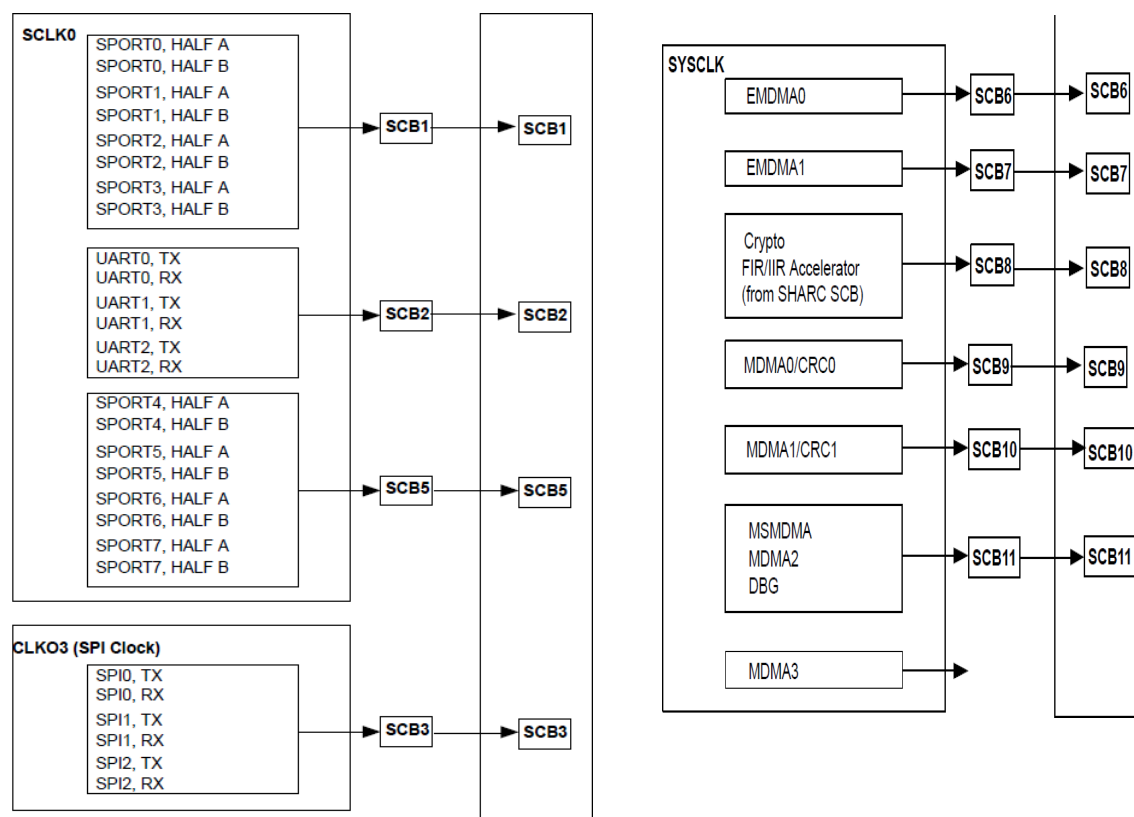 SCLK0
SPORT0, HALF A
SPORT0, HALF B
SPORT1, HALF A
SPORT1, HALF B
SPORT2, HALF A
SPORT2, HALF B
SPORT3, HALF A
SPORT3, HALF B
SCB1
SCB1
UART0, TX
UART0, RX
UART1, TX
UART1, RX
UART2, TX
UART2, RX
SCB2
SCB2
SPORT4, HALF A
SPORT4, HALF B
SPORT5, HALF A
SPORT5, HALF B
SPORT6, HALF A
SPORT6, HALF B
SPORT7, HALF A
SPORT7, HALF B
SCB5
SCB5
CLKO3 (SPI Clock)
SPI0, TX
SPI0, RX
SPI1, TX
SPI1, RX
SPI2, TX
SPI2, RX
SCB3
SCB3
SYSCLK
EMDMA0
SCB6
SCB6
EMDMA1
SCB7
SCB7
Crypto
FIR/IIR Accelerator
(from SHARC SCB)
SCB8
SCB8
MDMA0/CRC0
SCB9
SCB9
MDMA1/CRC1
SCB10
SCB10
MSMDMA
MDMA2
DBG
SCB11
SCB11
MDMA3